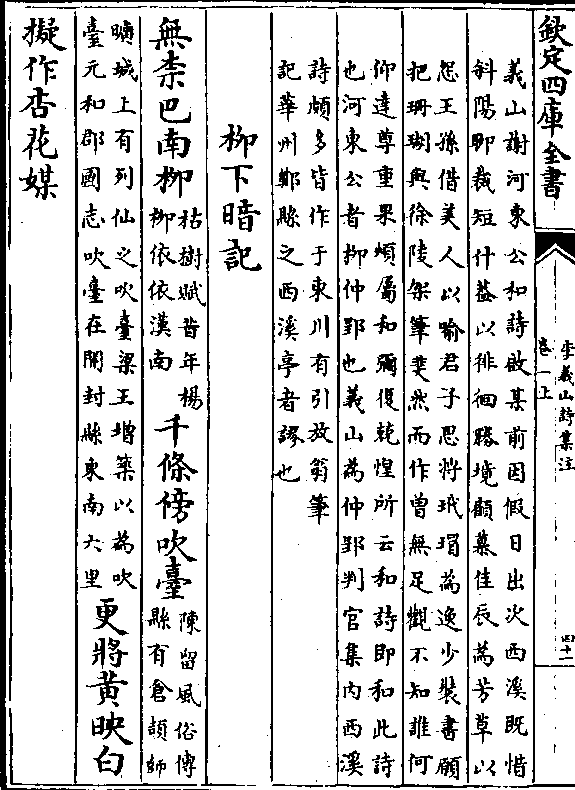 欽定四庫全書
李義山詩集注
卷一上
四十一
義山謝河東公和詩啟某前因假日出次西溪既惜
斜陽聊裁短什葢以徘徊勝境顧慕佳辰為芳草以
怨王孫借美人以喻君子思將玳瑁為逸少裝書願
把珊瑚與徐陵架筆斐然而作曾無足觀不知誰何
仰達尊重果煩屬和彌復兢惶所云和詩即和此詩
也河東公者柳仲郢也義山為仲郢判官集内西溪
詩頗多皆作于東川有引放翁筆
記華州鄭縣之西溪亭者謬也
柳下暗記
無柰巴南柳枯樹賦昔年楊柳依依漢南千條傍吹臺陳留風俗傳縣有倉頡師
曠城上有列仙之吹臺梁王増築以為吹臺元和郡國志吹臺在開封縣東南六里更將黄映白
擬作杏花媒